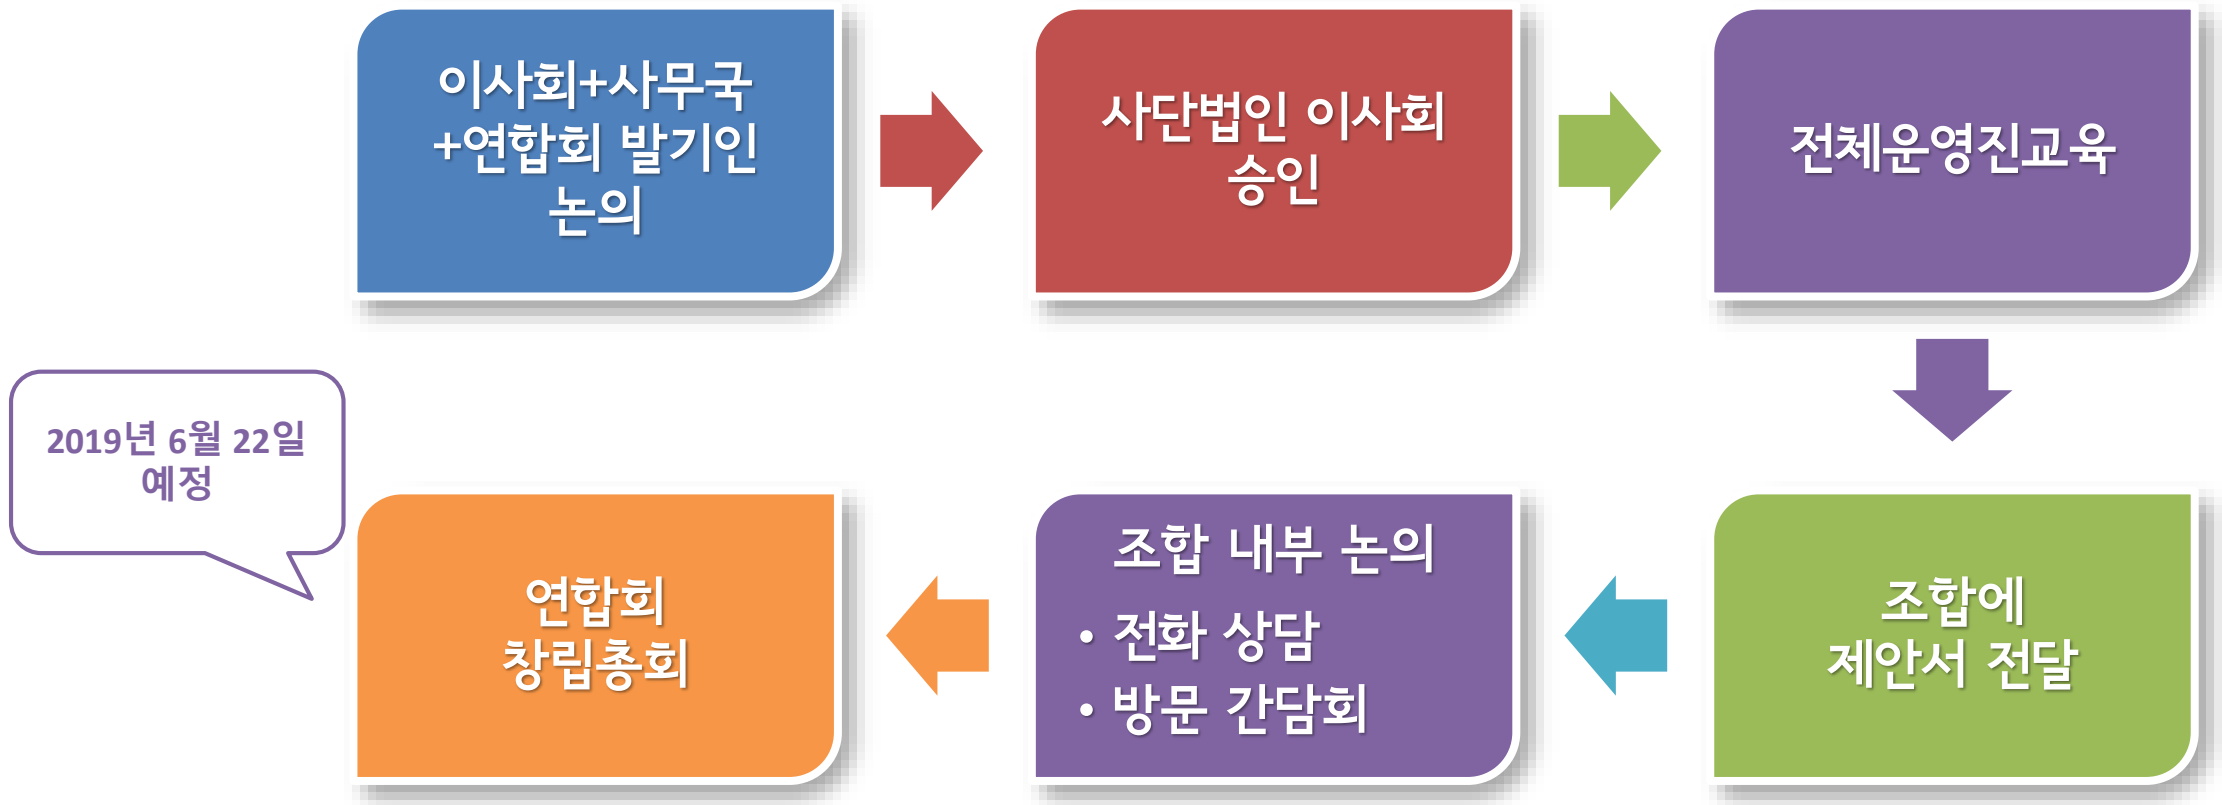 이사회+사무국
+연합회 발기인
논의
사단법인 이사회
승인
전체운영진교육
조합에
제안서 전달
조합 내부 논의
• 전화 상담
• 방문 간담회
연합회
창립총회
2019년 6월 22일
예정